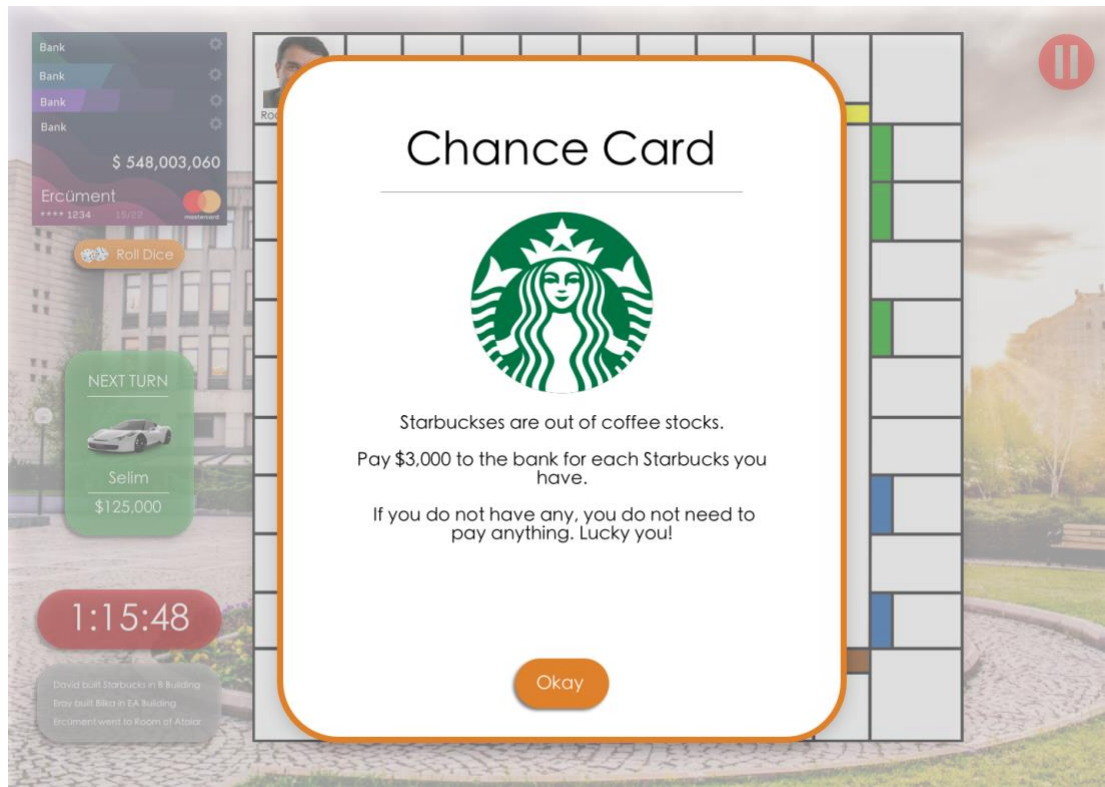 Bank
Bank
Bank
Bank
$ 548,003,060
Ercüment
**** 1234 15/22
mastercard
Roll Dice
NEXT TURN
Selim
$125,000
1:15:48
David built Starbucks in B Building
Eray built Bilka in EA Building
Ercüment went to Room of Atalar
Chance Card
Starbuckses are out of coffee stocks.
Pay $3,000 to the bank for each Starbucks you
have.
If you do not have any, you do not need to
pay anything. Lucky you!
Okay